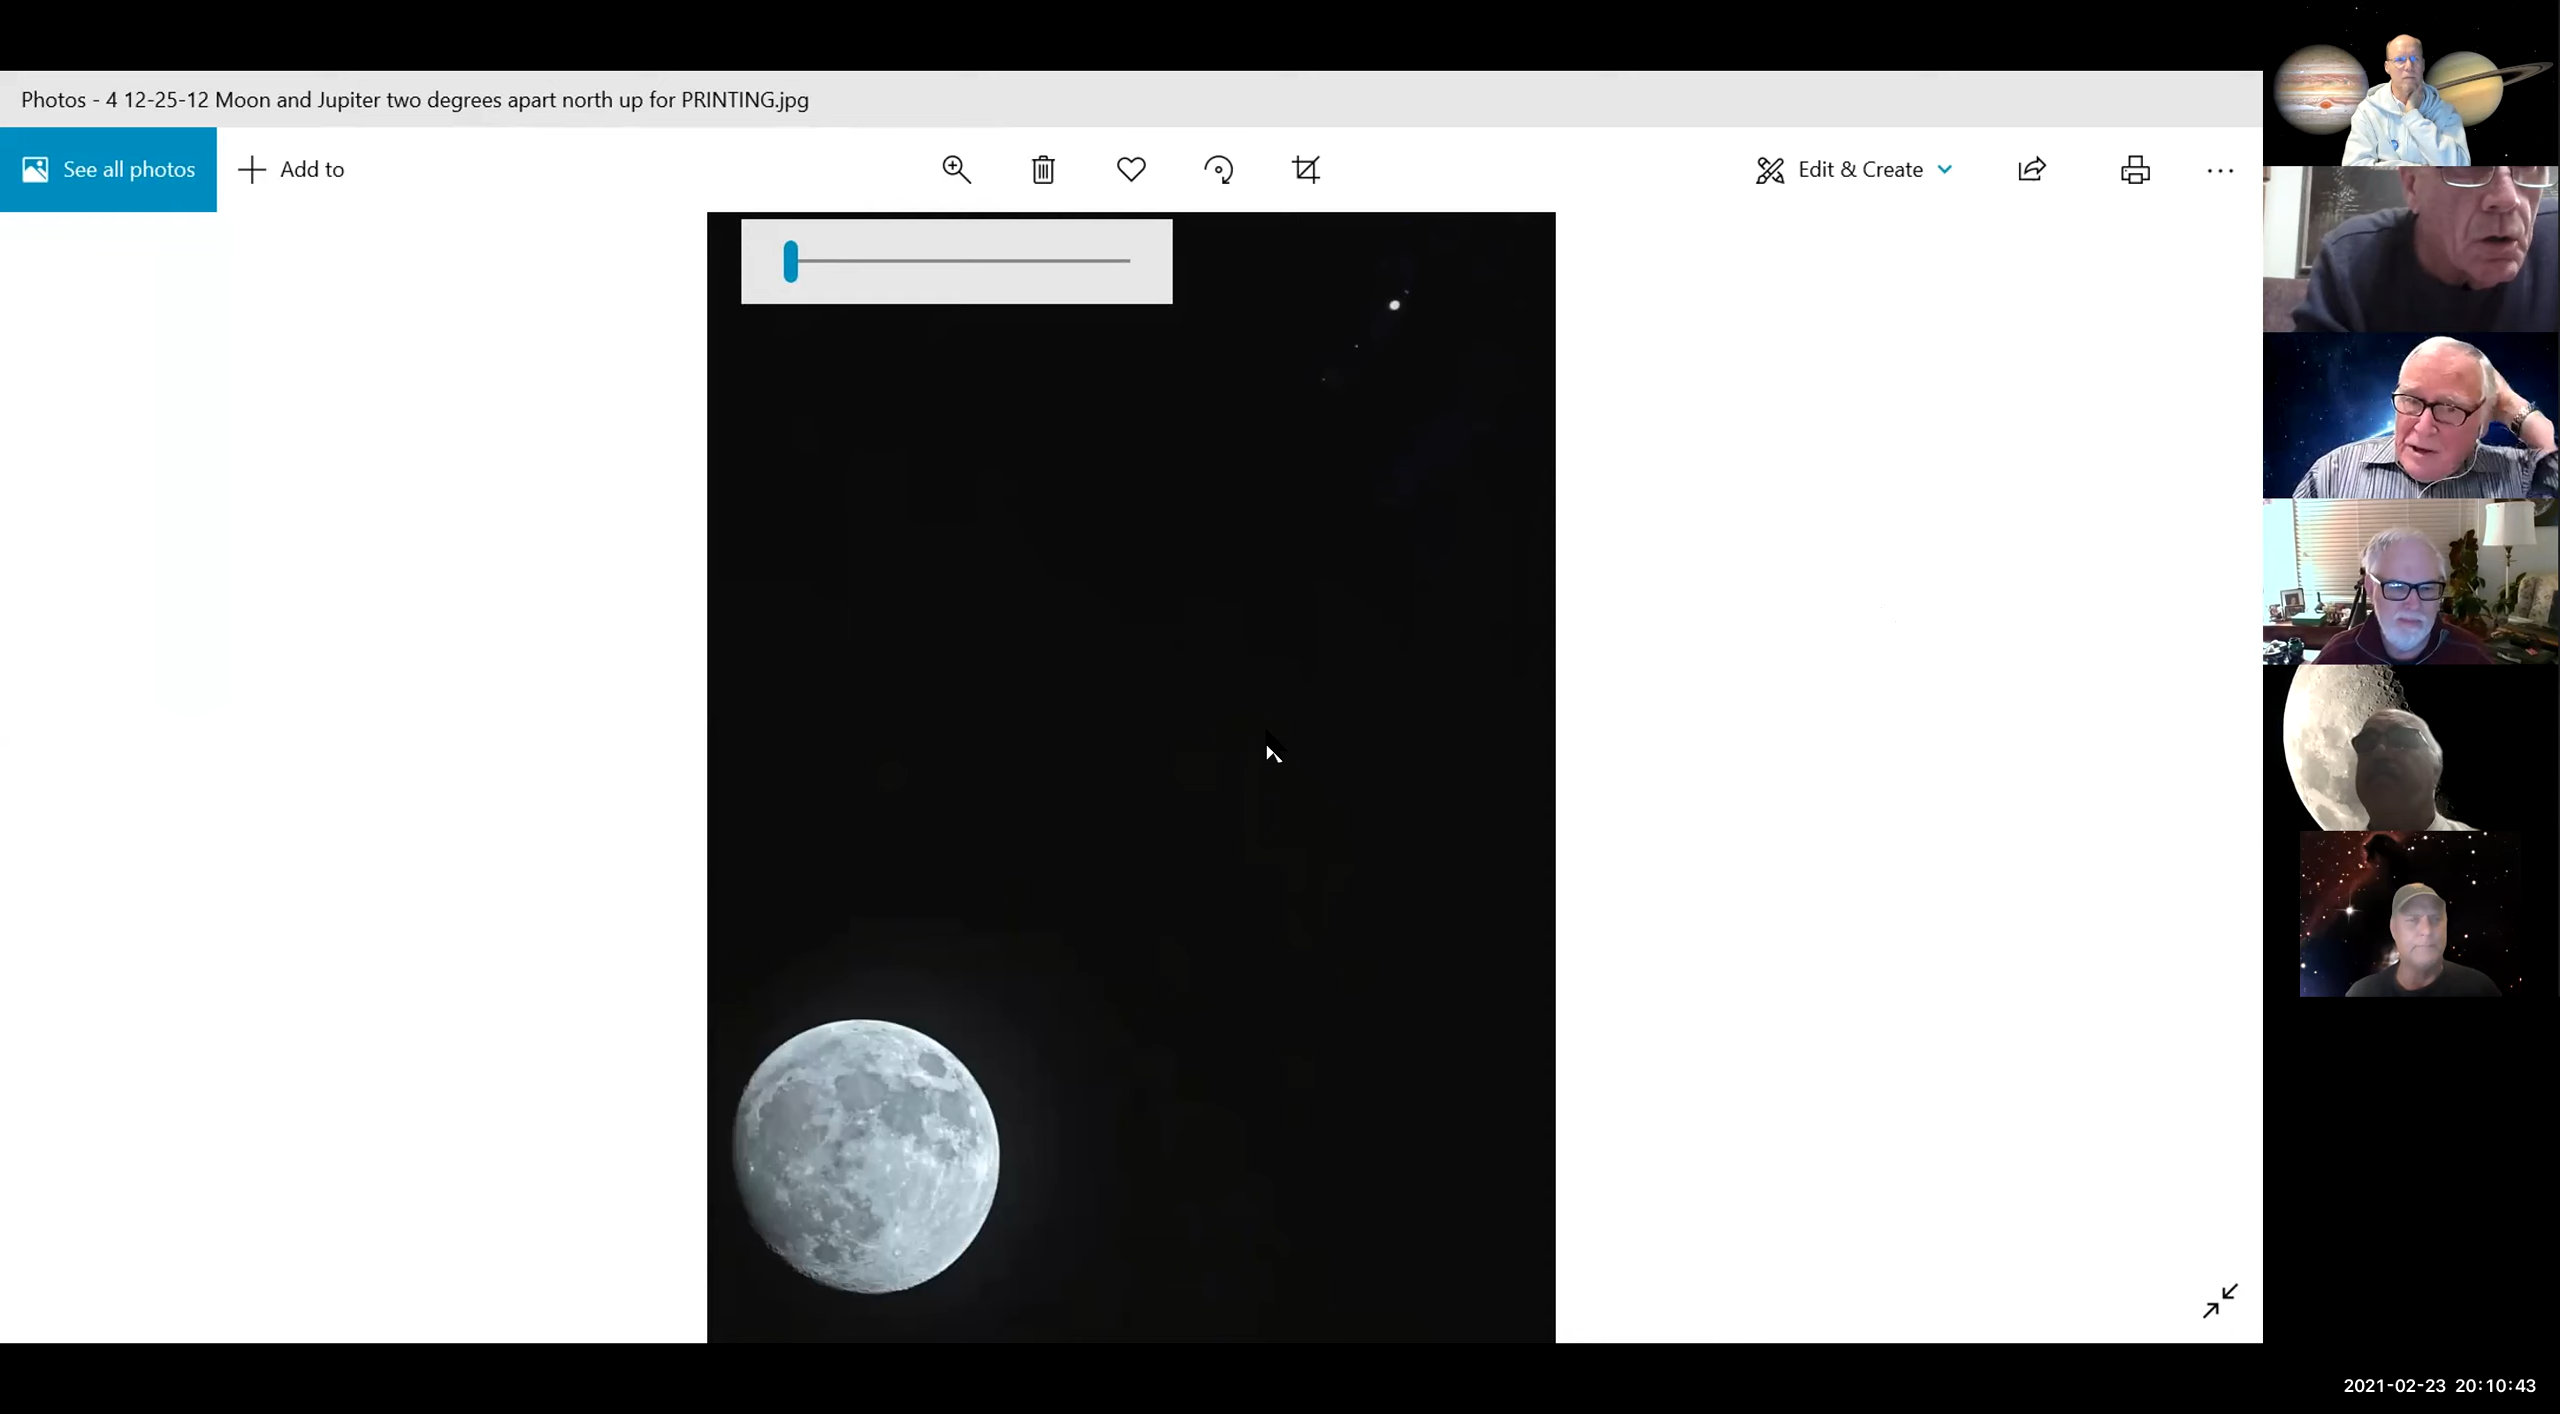 Photos - 4 12-25-12 Moon and Jupiter two degrees apart north up for PRINTING.jpg
See all photos
Add to
Edit & Create
2021-02-23 20:10:43